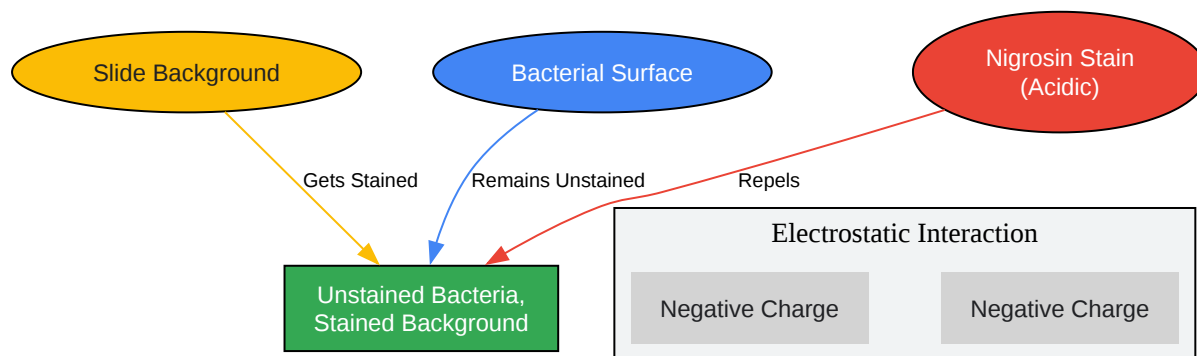 Slide Background
Bacterial Surface
Nigrosin Stain
(Acidic)
Gets Stained
Remains Unstained
Repels
Electrostatic Interaction
Unstained Bacteria,
Stained Background
Negative Charge
Negative Charge